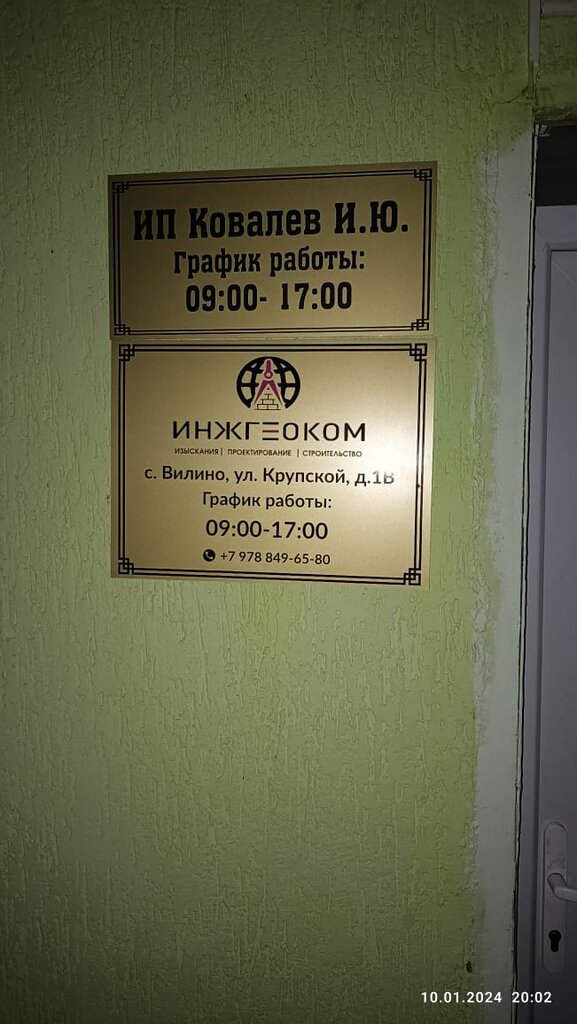 ИП Ковалев И.Ю.
График работы:
09:00- 17:00
ИНЖГЕОКОМ
ИЗЫСКАНИЯ | ПРОЕКТИРОВАНИЕ | СТРОИТЕЛЬСТВО
с. Вилино, ул. Крупской, д.1В
График работы:
09:00-17:00
+7 978 849-65-80
10.01.2024 20:02